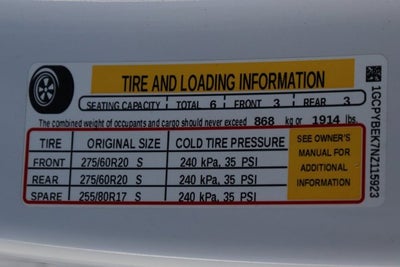 TIRE AND LOADING INFORMATION
SEATING CAPACITY TOTAL 6 FRONT 3 REAR 3
The combined weight of occupants and cargo should never exceed 868 kg or 1914 lbs.
TIRE ORIGINAL SIZE COLD TIRE PRESSURE
FRONT 275/60R20 S 240 kPa, 35 PSI
REAR 275/60R20 S 240 kPa, 35 PSI
SPARE 255/80R17 S 240 kPa, 35 PSI
SEE OWNER'S
MANUAL FOR
ADDITIONAL
INFORMATION
1GCPYBEK7NZ115923